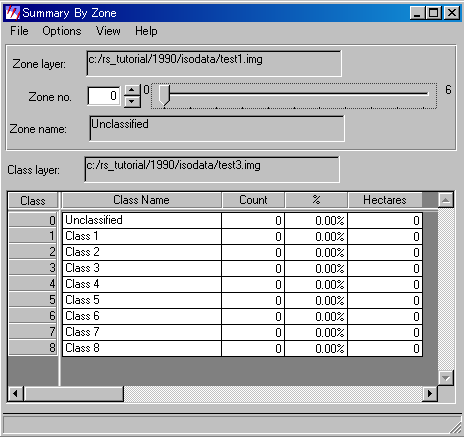 Summary By Zone
File Options View Help
Zone layer: c:/rs_tutorial/1990/isodata/test1.img
Zone no. 0 0 6
Zone name: Unclassified
Class layer: c:/rs_tutorial/1990/isodata/test3.img
Class Class Name Count % Hectares
0 Unclassified 0 0.00% 0
1 Class 1 0 0.00% 0
2 Class 2 0 0.00% 0
3 Class 3 0 0.00% 0
4 Class 4 0 0.00% 0
5 Class 5 0 0.00% 0
6 Class 6 0 0.00% 0
7 Class 7 0 0.00% 0
8 Class 8 0 0.00% 0